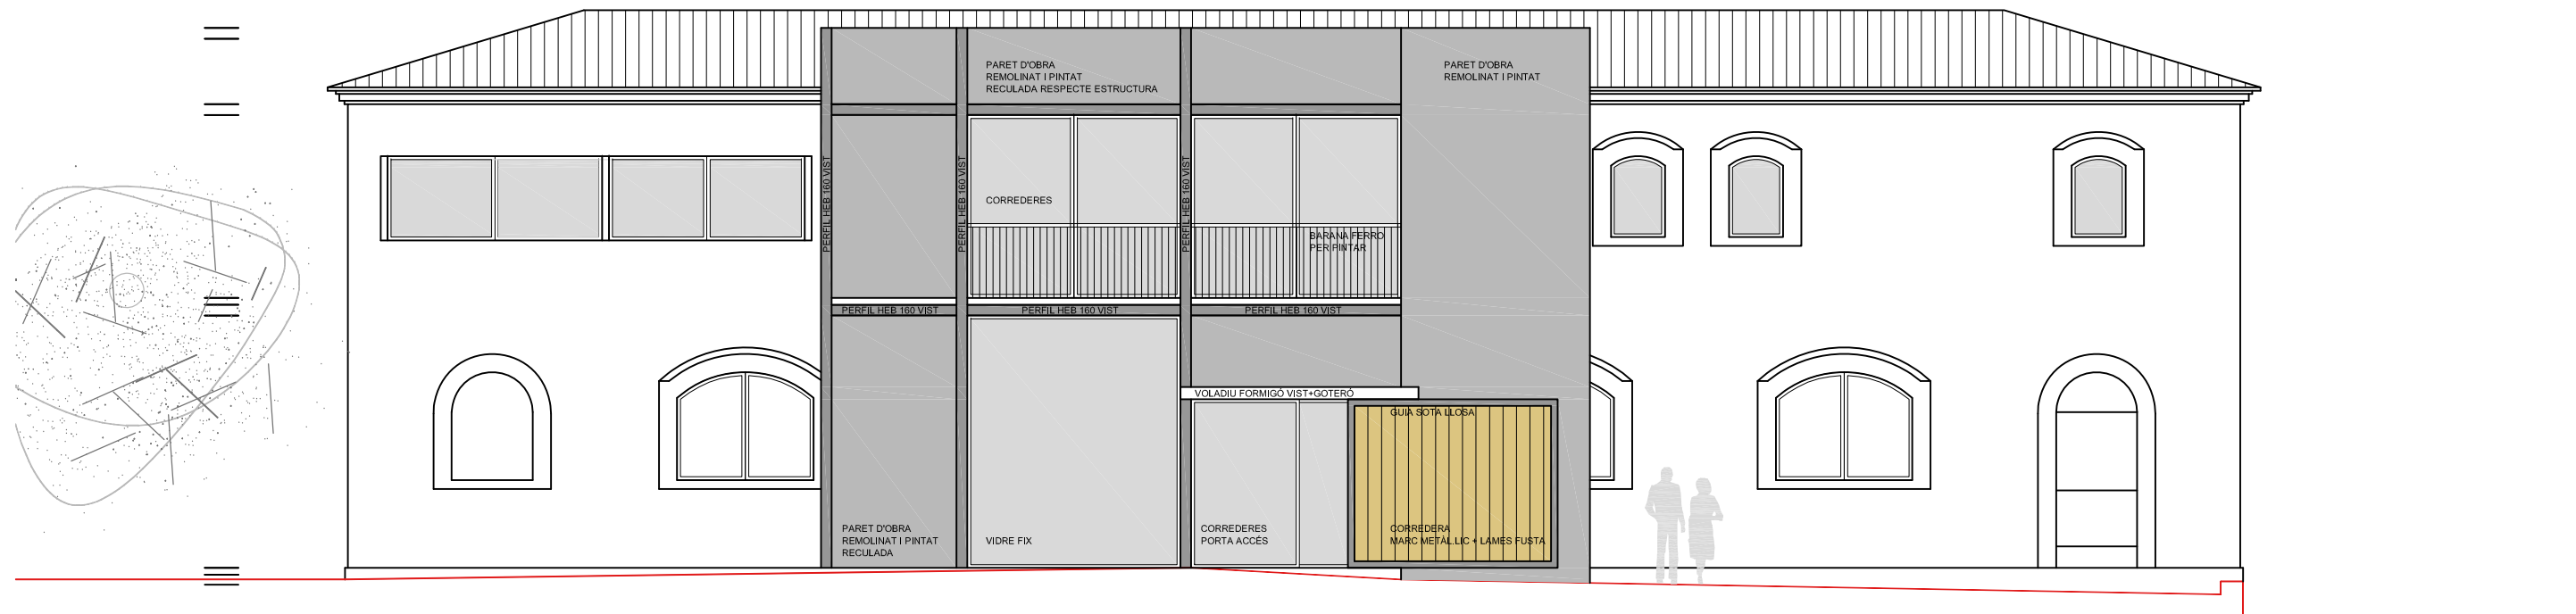 PARET D'OBRA
REMOLINAT I PINTAT
RECULADA RESPECTE ESTRUCTURA
PARET D'OBRA
REMOLINAT I PINTAT
PERFIL HEB 160 VIST
PERFIL HEB 160 VIST
PERFIL HEB 160 VIST
CORREDERES
BARANA FERRO
PER PINTAR
PERFIL HEB 160 VIST
PERFIL HEB 160 VIST
PERFIL HEB 160 VIST
VOLADIU FORMIGÓ VIST+GOTERÓ
GUIA SOTA LLOSA
PARET D'OBRA
REMOLINAT I PINTAT
RECULADA
VIDRE FIX
CORREDERES
PORTA ACCÉS
CORREDERA
MARC METÀL.LIC + LAMES FUSTA